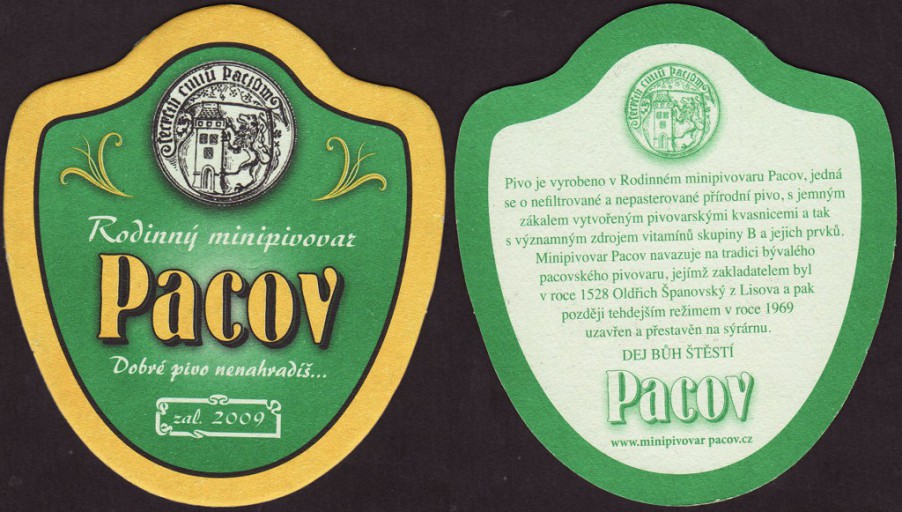 Rodinný minipivovar
Pacov
Dobré pivo nenahradíš...
zal. 2009
Pivo je vyrobeno v Rodinném minipivovaru Pacov, jedná
se o nefiltrované a nepasterované přírodní pivo, s jemným
zákalem vytvořeným pivovarskými kvasnicemi a tak
s významným zdrojem vitamínů skupiny B a jejich prvků.
Minipivovar Pacov navazuje na tradici bývalého
pacovského pivovaru, jejímž zakladatelem byl
v roce 1528 Oldřich Španovský z Lisova a pak
později tehdejším režimem v roce 1969
uzavřen a přestavěn na sýrárnu.
DEJ BŮH ŠTĚSTÍ
Pacov
www.minipivovar pacov.cz